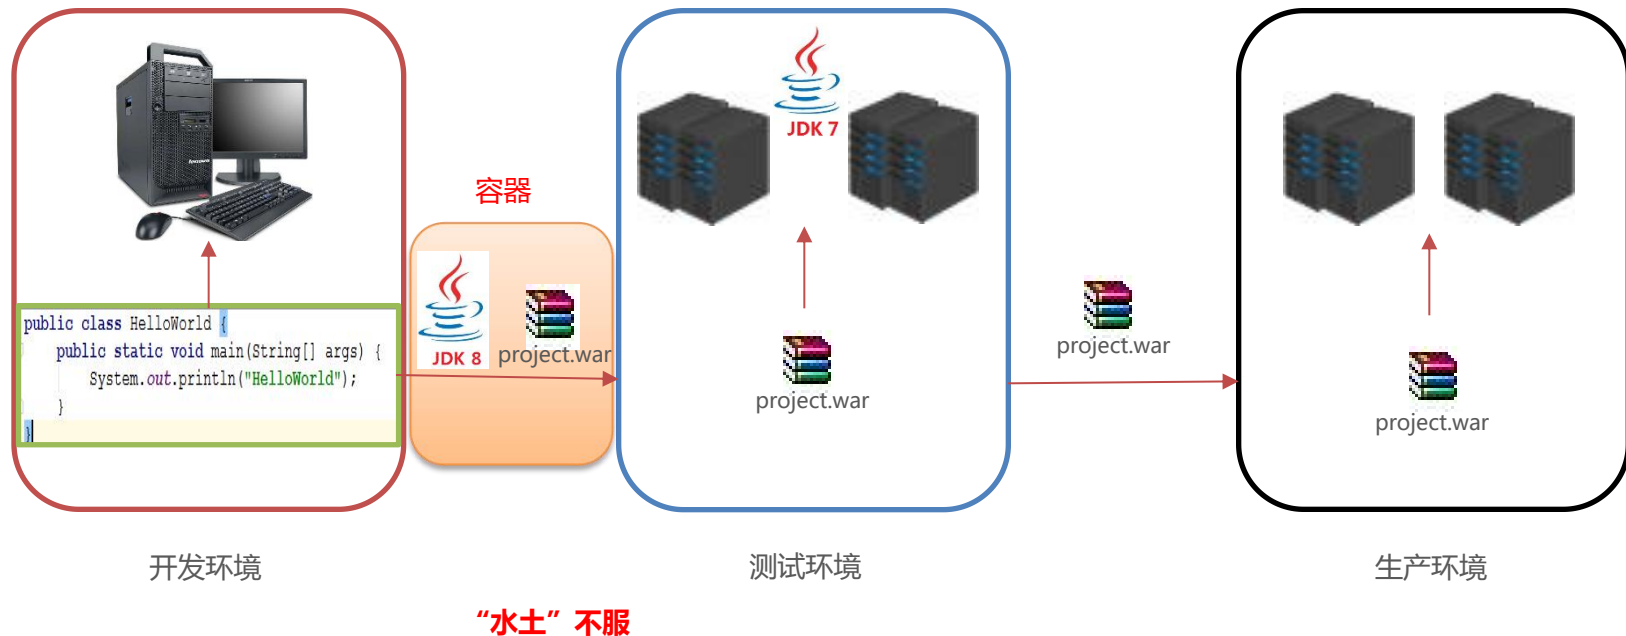 JDK 7
容器
public class HelloWorld {
public static void main(String[] args) {
System.out.println("HelloWorld");
}
}
JDK 8
project.war
project.war
project.war
project.war
开发环境
测试环境
生产环境
“水土”不服